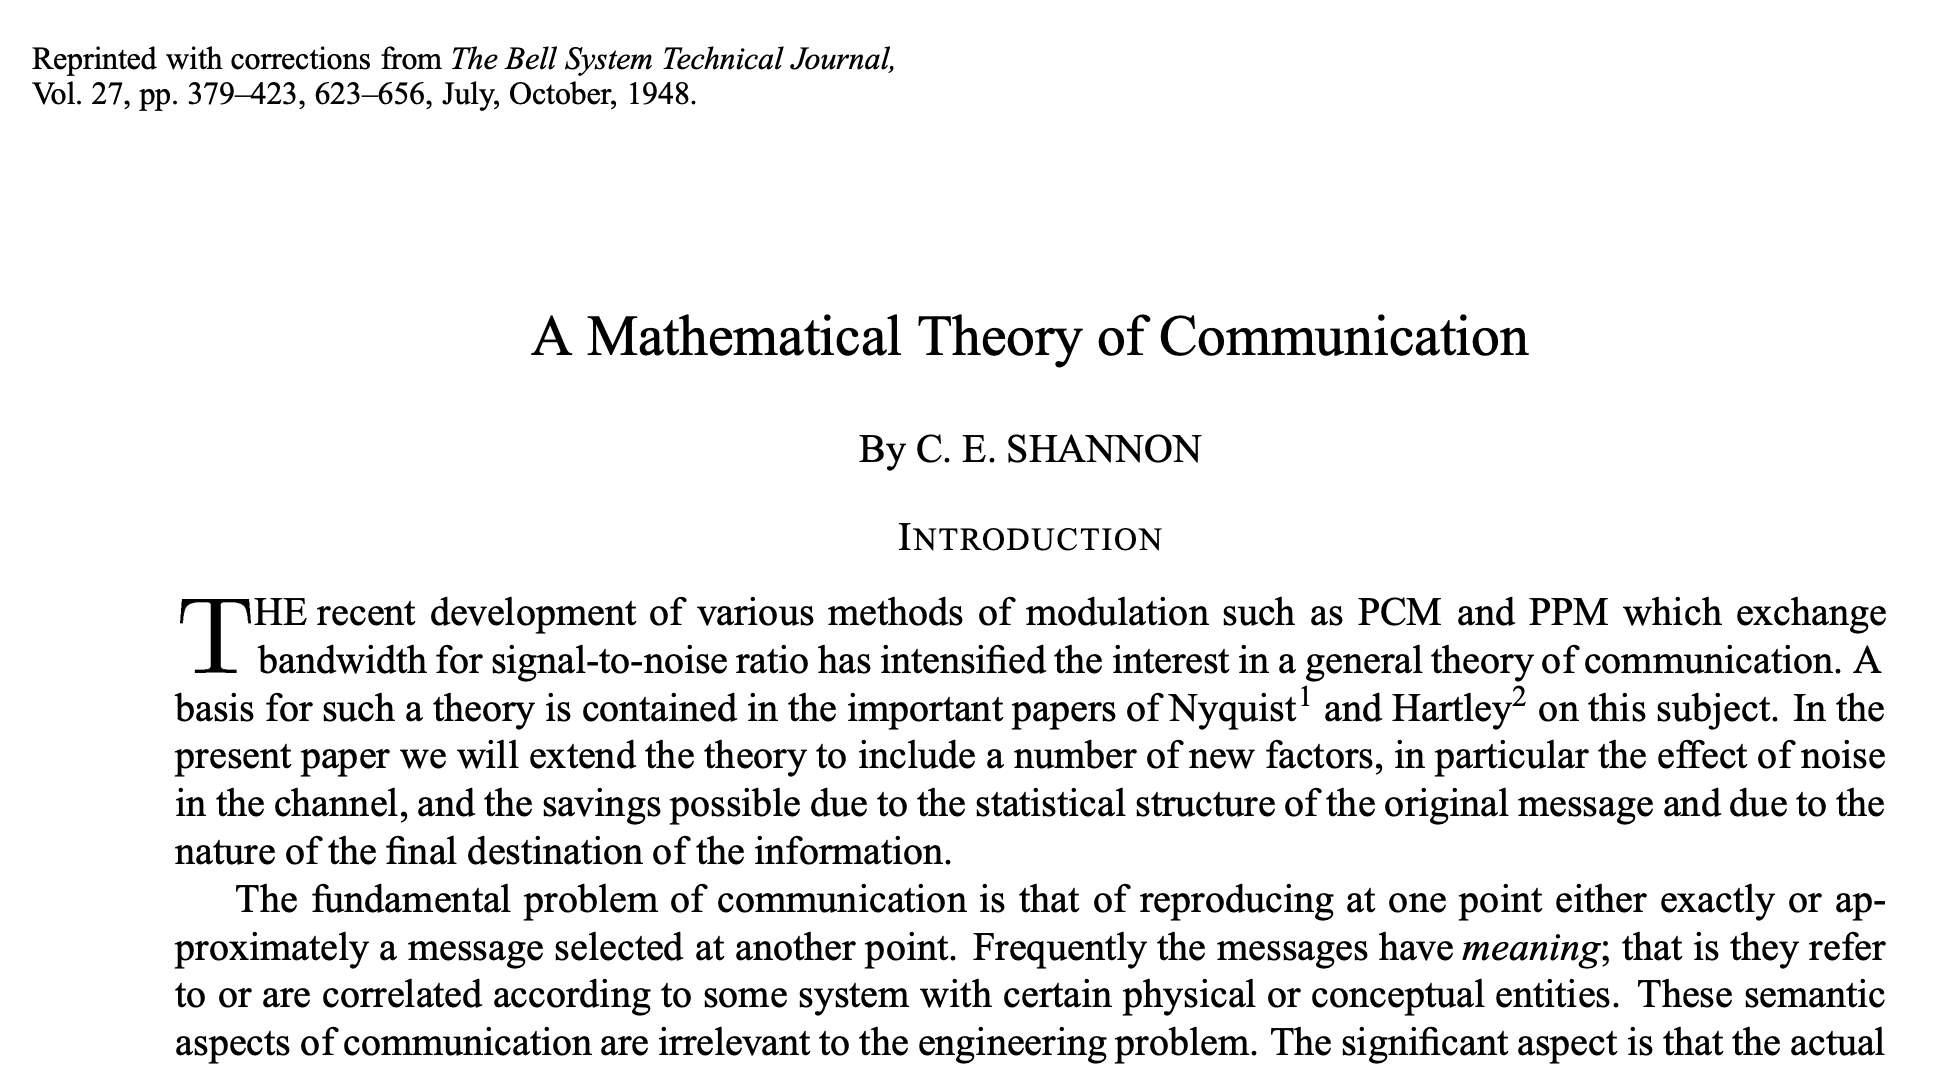 Reprinted with corrections from The Bell System Technical Journal,
Vol. 27, pp. 379–423, 623–656, July, October, 1948.
A Mathematical Theory of Communication
By C. E. SHANNON
INTRODUCTION
THE recent development of various methods of modulation such as PCM and PPM which exchange
bandwidth for signal-to-noise ratio has intensified the interest in a general theory of communication. A
basis for such a theory is contained in the important papers of Nyquist¹ and Hartley² on this subject. In the
present paper we will extend the theory to include a number of new factors, in particular the effect of noise
in the channel, and the savings possible due to the statistical structure of the original message and due to the
nature of the final destination of the information.
The fundamental problem of communication is that of reproducing at one point either exactly or ap-
proximately a message selected at another point. Frequently the messages have meaning; that is they refer
to or are correlated according to some system with certain physical or conceptual entities. These semantic
aspects of communication are irrelevant to the engineering problem. The significant aspect is that the actual